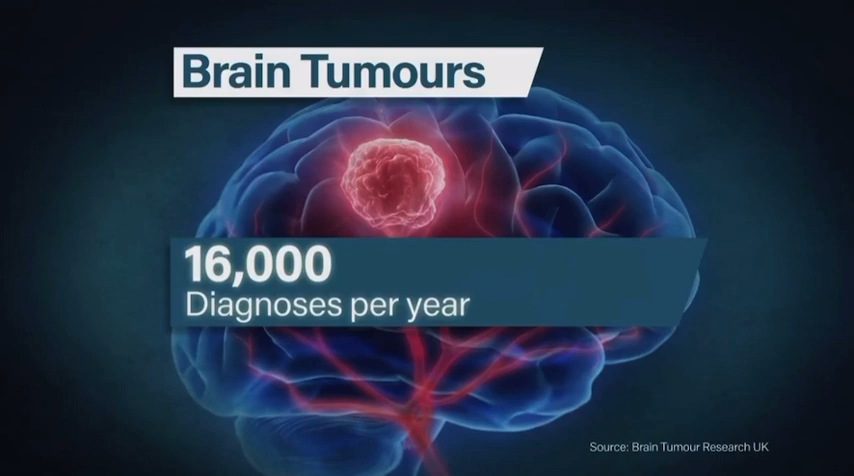 Brain Tumours
16,000
Diagnoses per year
Source: Brain Tumour Research UK